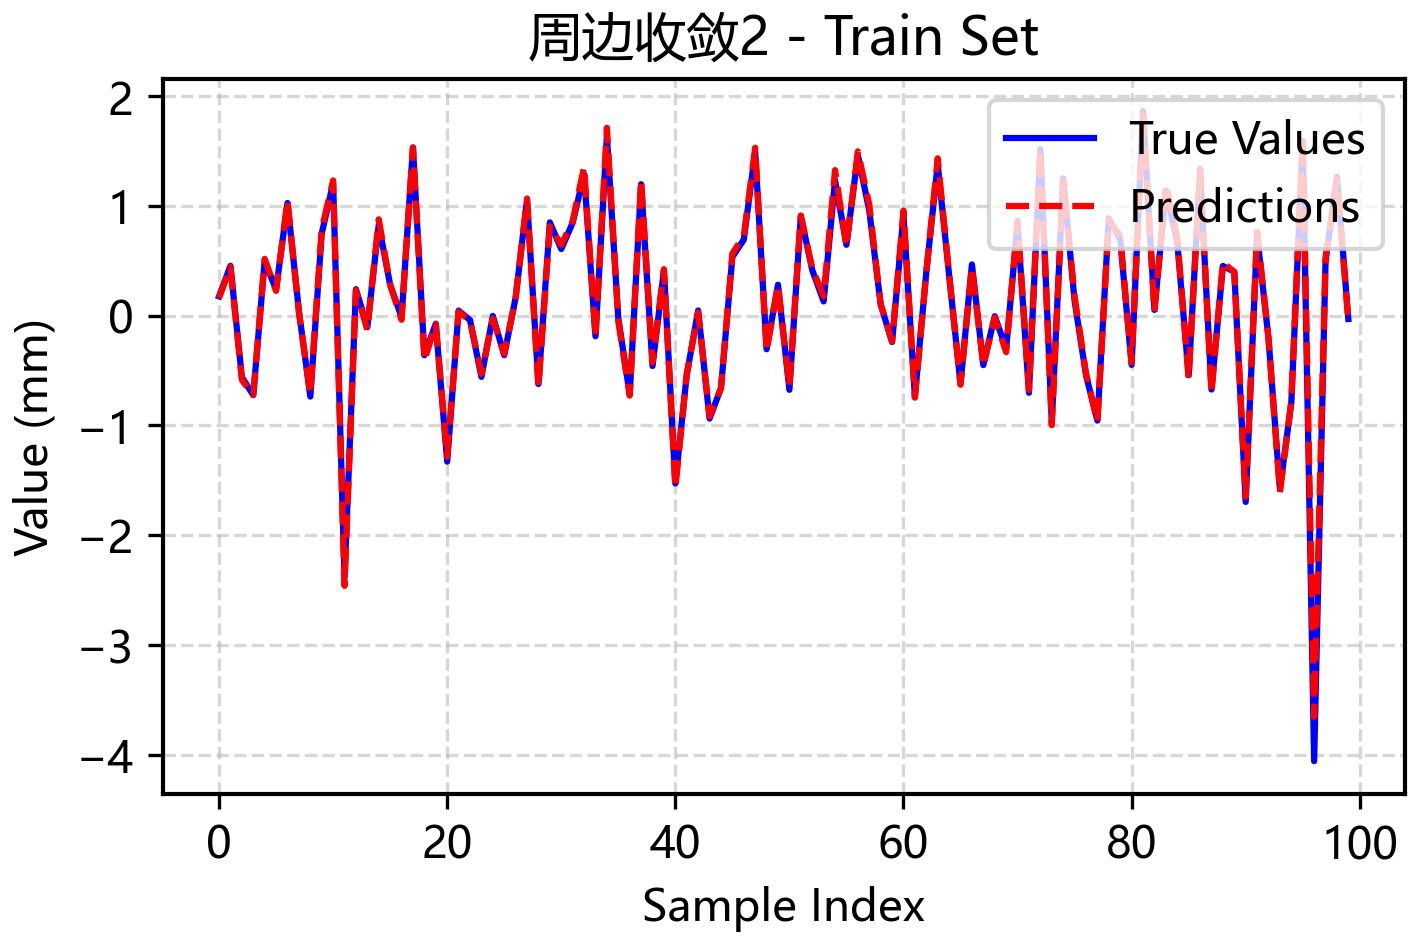 周边收敛2 - Train Set
True Values
Predictions
Value (mm)
2
1
0
−1
−2
−3
−4
0 20 40 60 80 100
Sample Index